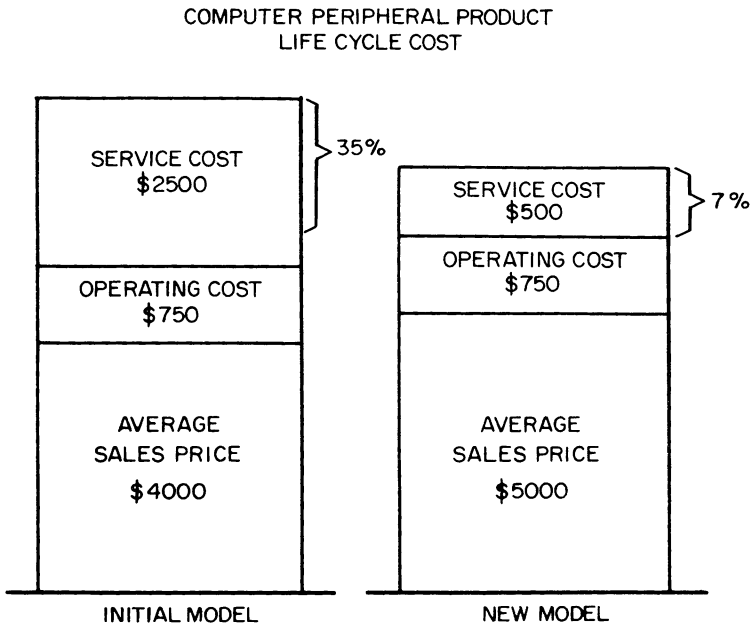 COMPUTER PERIPHERAL PRODUCT
LIFE CYCLE COST
SERVICE COST
$2500
35%
OPERATING COST
$750
AVERAGE
SALES PRICE
$4000
INITIAL MODEL
SERVICE COST
$500
7%
OPERATING COST
$750
AVERAGE
SALES PRICE
$5000
NEW MODEL